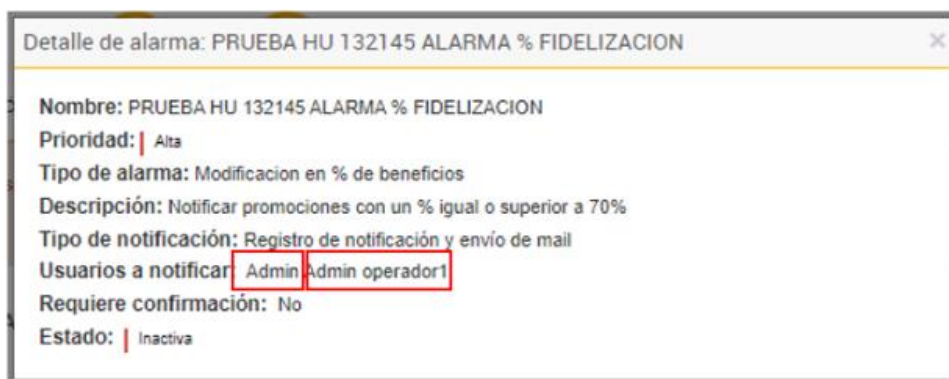 Detalle de alarma: PRUEBA HU 132145 ALARMA % FIDELIZACION ×
Nombre: PRUEBA HU 132145 ALARMA % FIDELIZACION
Prioridad: Alta
Tipo de alarma: Modificacion en % de beneficios
Descripción: Notificar promociones con un % igual o superior a 70%
Tipo de notificación: Registro de notificación y envío de mail
Usuarios a notificar: Admin Admin operador1
Requiere confirmación: No
Estado: Inactiva